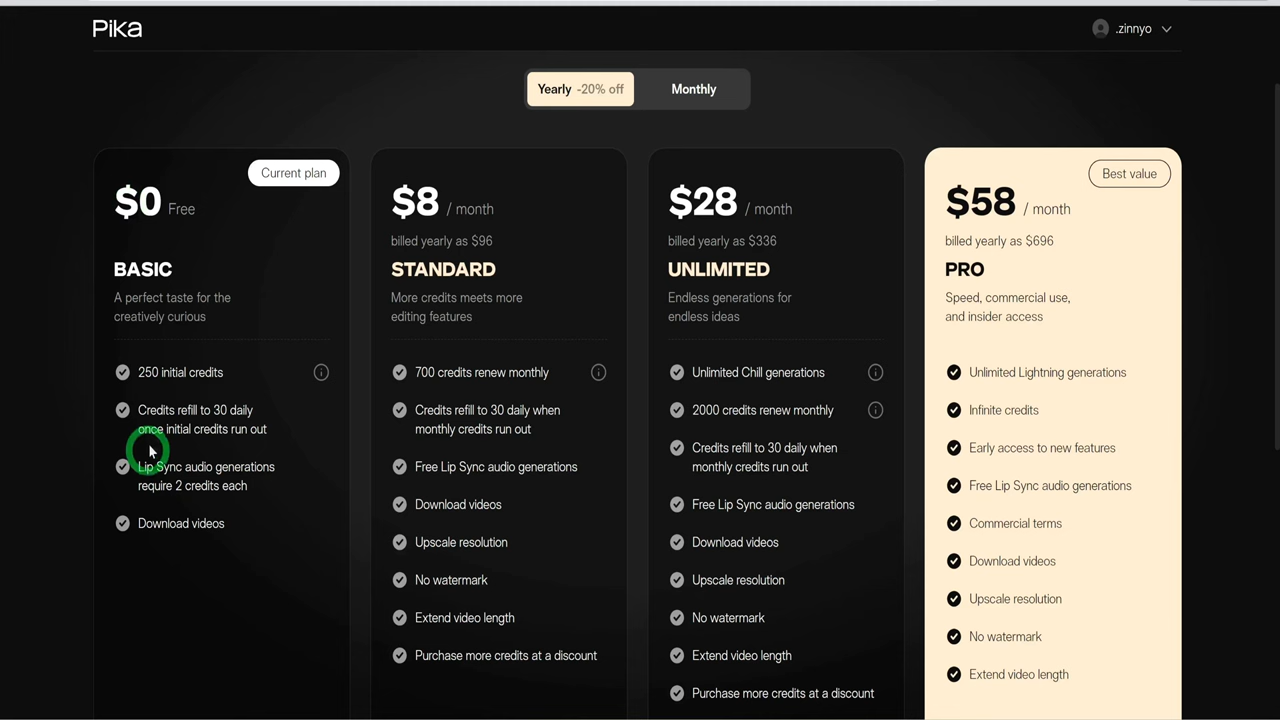 Pika
.zinnyo
Yearly -20% off
Monthly
Current plan
$0 Free
BASIC
A perfect taste for the
creatively curious
250 initial credits
Credits refill to 30 daily
once initial credits run out
Lip Sync audio generations
require 2 credits each
Download videos
$8 / month
billed yearly as $96
STANDARD
More credits meets more
editing features
700 credits renew monthly
Credits refill to 30 daily when
monthly credits run out
Free Lip Sync audio generations
Download videos
Upscale resolution
No watermark
Extend video length
Purchase more credits at a discount
$28 / month
billed yearly as $336
UNLIMITED
Endless generations for
endless ideas
Unlimited Chill generations
2000 credits renew monthly
Credits refill to 30 daily when
monthly credits run out
Free Lip Sync audio generations
Download videos
Upscale resolution
No watermark
Extend video length
Purchase more credits at a discount
Best value
$58 / month
billed yearly as $696
PRO
Speed, commercial use,
and insider access
Unlimited Lightning generations
Infinite credits
Early access to new features
Free Lip Sync audio generations
Commercial terms
Download videos
Upscale resolution
No watermark
Extend video length